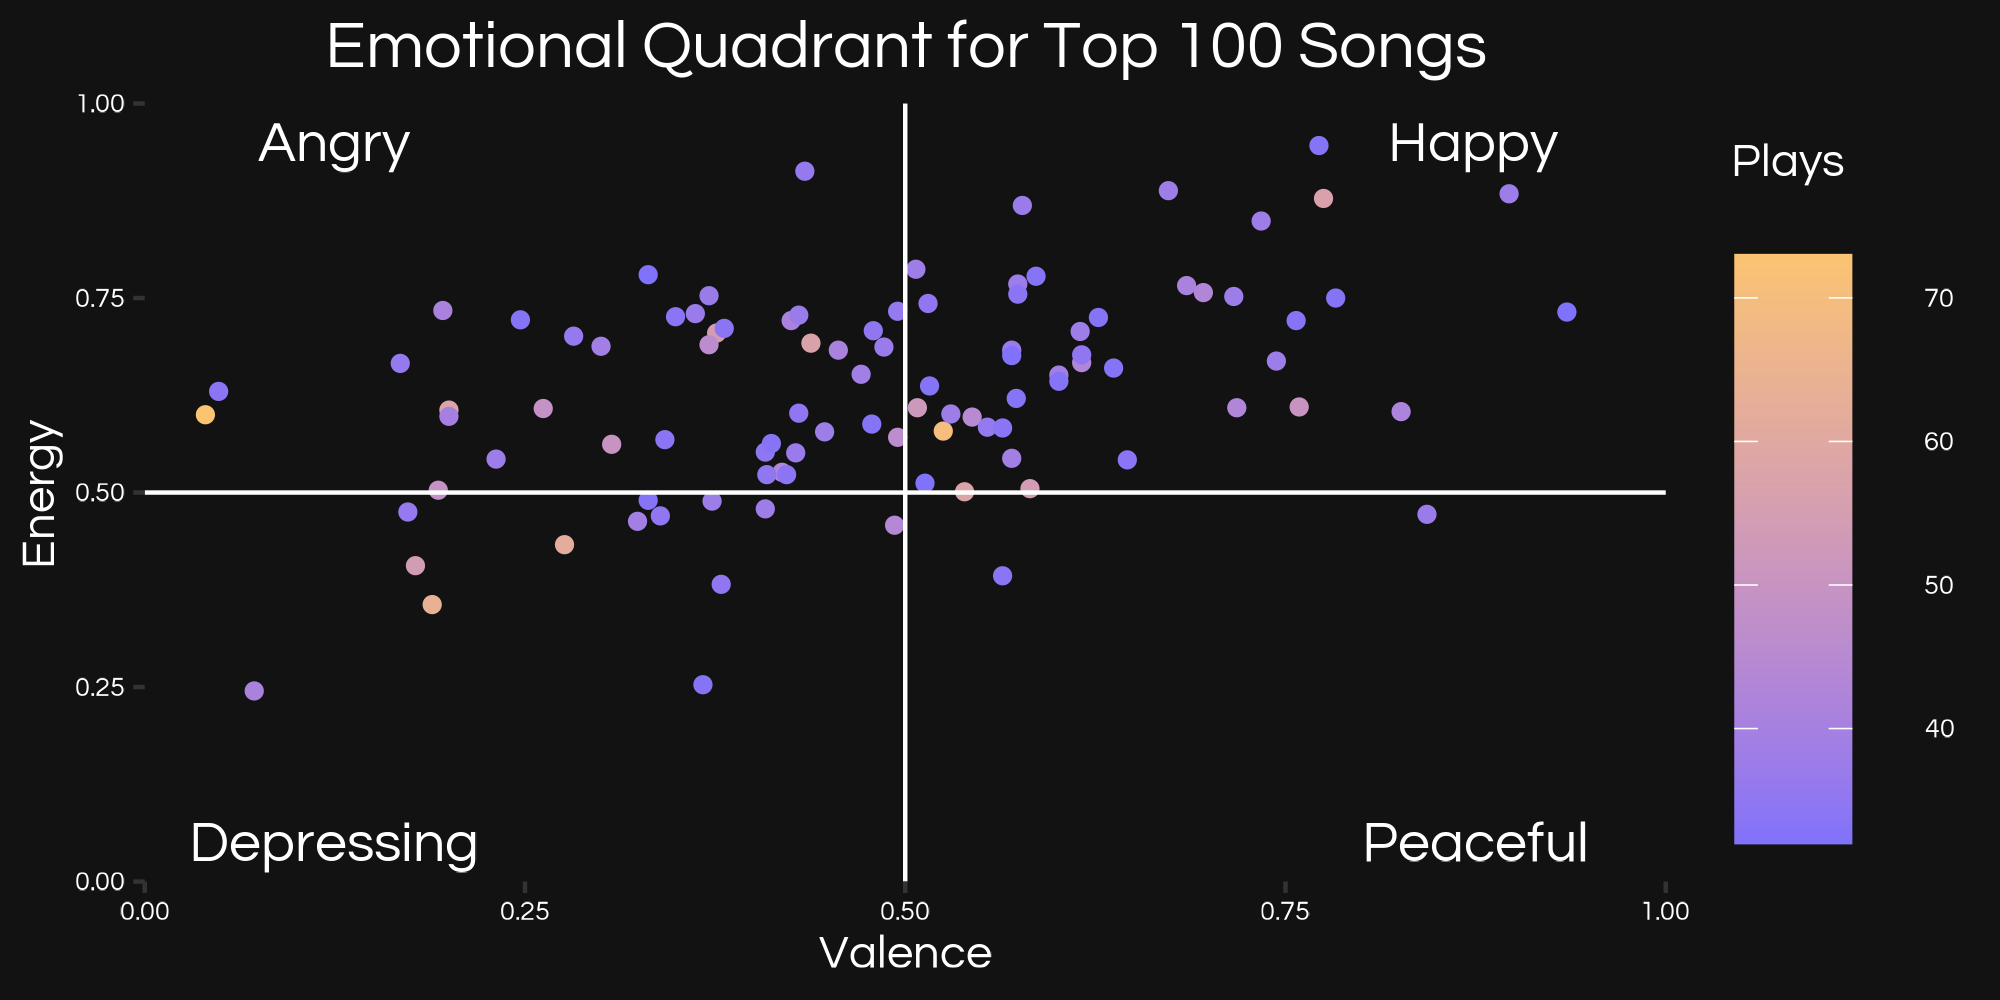 Emotional Quadrant for Top 100 Songs
1.00
Angry
Happy
Plays
0.75
70
60
Energy
0.50
50
0.25
40
Depressing
Peaceful
0.00
0.00
0.25
0.50
0.75
1.00
Valence